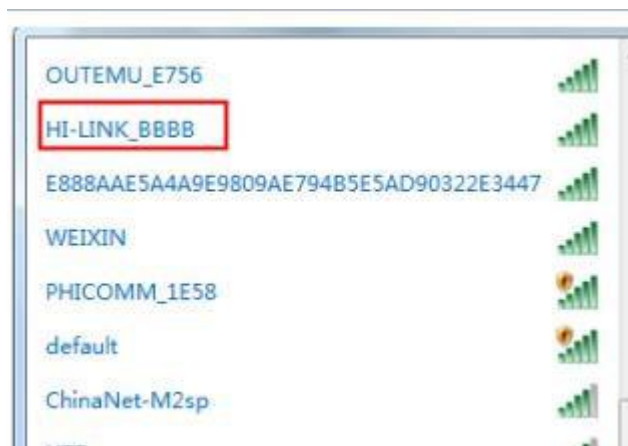 OUTEMU_E756
HI-LINK_BBBB
E888AAE5A4A9E9809AE794B5E5AD90322E3447
WEIXIN
PHICOMM_1E58
default
ChinaNet-M2sp